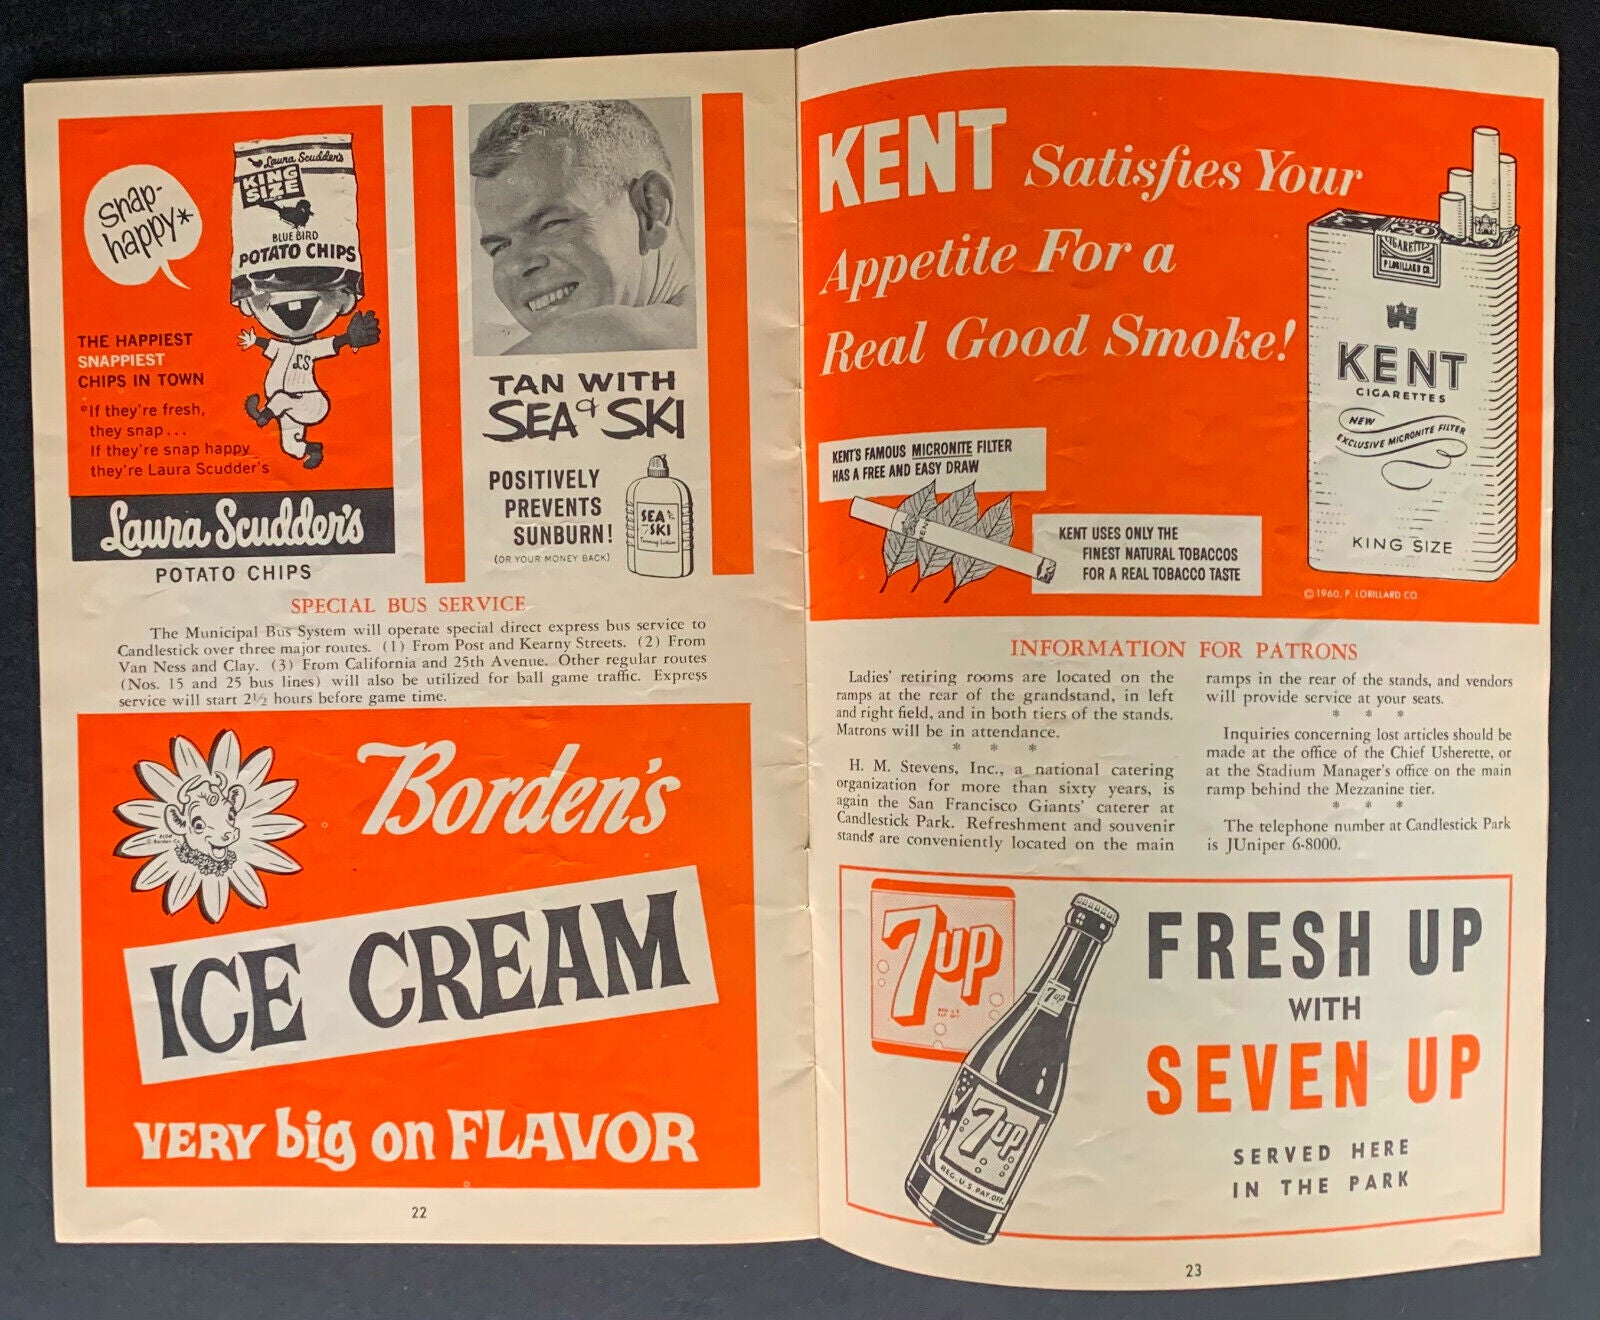 snap-
happy*
Laura Scudder's
KING
SIZE
BLUE BIRD
POTATO CHIPS
THE HAPPIEST
SNAPPIEST
CHIPS IN TOWN
*If they're fresh,
they snap...
If they're snap happy
they're Laura Scudder's
LS
Laura Scudder's
POTATO CHIPS
TAN WITH
SEA & SKI
POSITIVELY
PREVENTS
SUNBURN!
(OR YOUR MONEY BACK)
SEA &
SKI
Tanning Lotion
SPECIAL BUS SERVICE
The Municipal Bus System will operate special direct express bus service to
Candlestick over three major routes. (1) From Post and Kearny Streets. (2) From
Van Ness and Clay. (3) From California and 25th Avenue. Other regular routes
(Nos. 15 and 25 bus lines) will also be utilized for ball game traffic. Express
service will start 2½ hours before game time.
© Borden Co.
Borden's
ICE CREAM
VERY big on FLAVOR
22
KENT Satisfies Your
Appetite For a
Real Good Smoke!
KENT'S FAMOUS MICRONITE FILTER
HAS A FREE AND EASY DRAW
KENT
KENT USES ONLY THE
FINEST NATURAL TOBACCOS
FOR A REAL TOBACCO TASTE
20
CIGARETTES
P. LORILLARD CO.
KENT
CIGARETTES
NEW
EXCLUSIVE MICRONITE FILTER
KING SIZE
© 1960, P. LORILLARD CO.
INFORMATION FOR PATRONS
Ladies' retiring rooms are located on the
ramps at the rear of the grandstand, in left
and right field, and in both tiers of the stands.
Matrons will be in attendance.
* * *
H. M. Stevens, Inc., a national catering
organization for more than sixty years, is
again the San Francisco Giants' caterer at
Candlestick Park. Refreshment and souvenir
stands are conveniently located on the main
ramps in the rear of the stands, and vendors
will provide service at your seats.
* * *
Inquiries concerning lost articles should be
made at the office of the Chief Usherette, or
at the Stadium Manager's office on the main
ramp behind the Mezzanine tier.
* * *
The telephone number at Candlestick Park
is JUniper 6-8000.
7up
7up
7up
REG. U.S. PAT. OFF.
FRESH UP
WITH
SEVEN UP
SERVED HERE
IN THE PARK
23